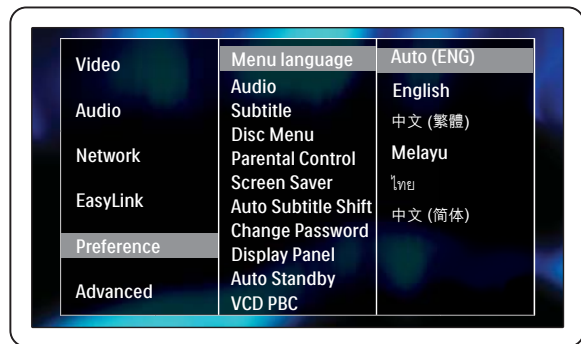 Video
Audio
Network
EasyLink
Preference
Advanced
Menu language
Audio
Subtitle
Disc Menu
Parental Control
Screen Saver
Auto Subtitle Shift
Change Password
Display Panel
Auto Standby
VCD PBC
Auto (ENG)
English
中文 (繁體)
Melayu
ไทย
中文 (简体)